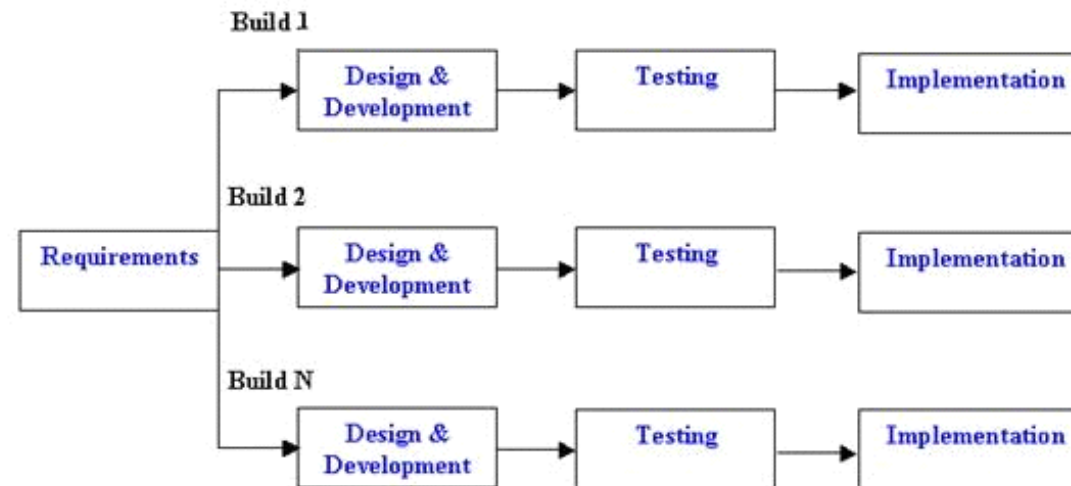 Build 1
Design &
Development
Testing
Implementation
Build 2
Requirements
Design &
Development
Testing
Implementation
Build N
Design &
Development
Testing
Implementation